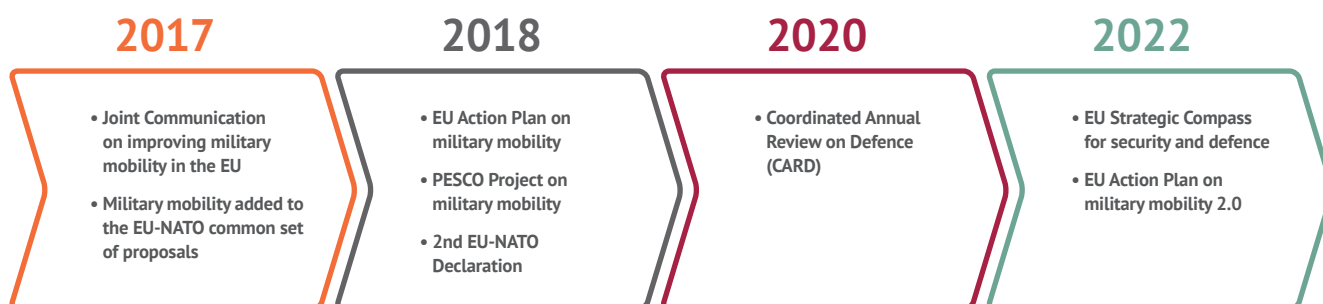 2017
• Joint Communication
on improving military
mobility in the EU
• Military mobility added to
the EU-NATO common set
of proposals
2018
• EU Action Plan on
military mobility
• PESCO Project on
military mobility
• 2nd EU-NATO
Declaration
2020
• Coordinated Annual
Review on Defence
(CARD)
2022
• EU Strategic Compass
for security and defence
• EU Action Plan on
military mobility 2.0